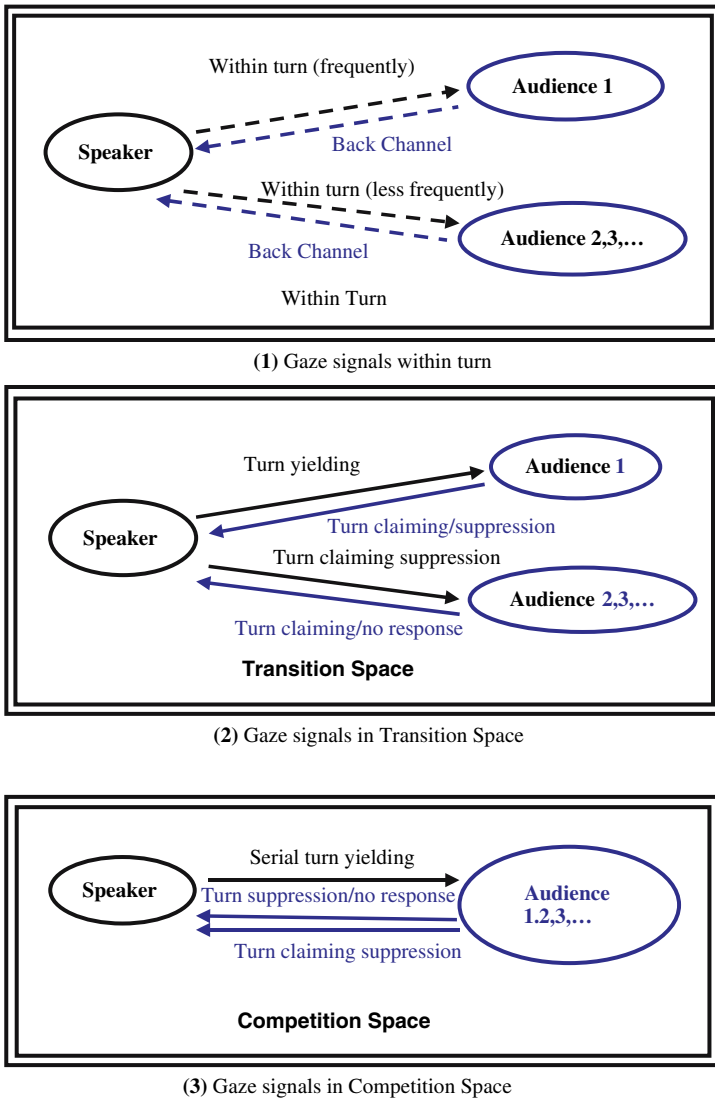 Within turn (frequently)
Audience 1
Speaker
Back Channel
Within turn (less frequently)
Audience 2,3,…
Back Channel
Within Turn
(1) Gaze signals within turn
Turn yielding
Audience 1
Speaker
Turn claiming/suppression
Turn claiming suppression
Audience 2,3,…
Turn claiming/no response
Transition Space
(2) Gaze signals in Transition Space
Serial turn yielding
Speaker
Turn suppression/no response
Audience
1.2,3,…
Turn claiming suppression
Competition Space
(3) Gaze signals in Competition Space